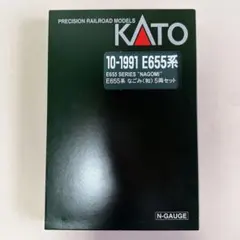 PRECISION RAILROAD MODELS
KATO
10-1991 E655系
E655 SERIES "NAGOMI"
E655系 なごみ(和) 5両セット
N-GAUGE